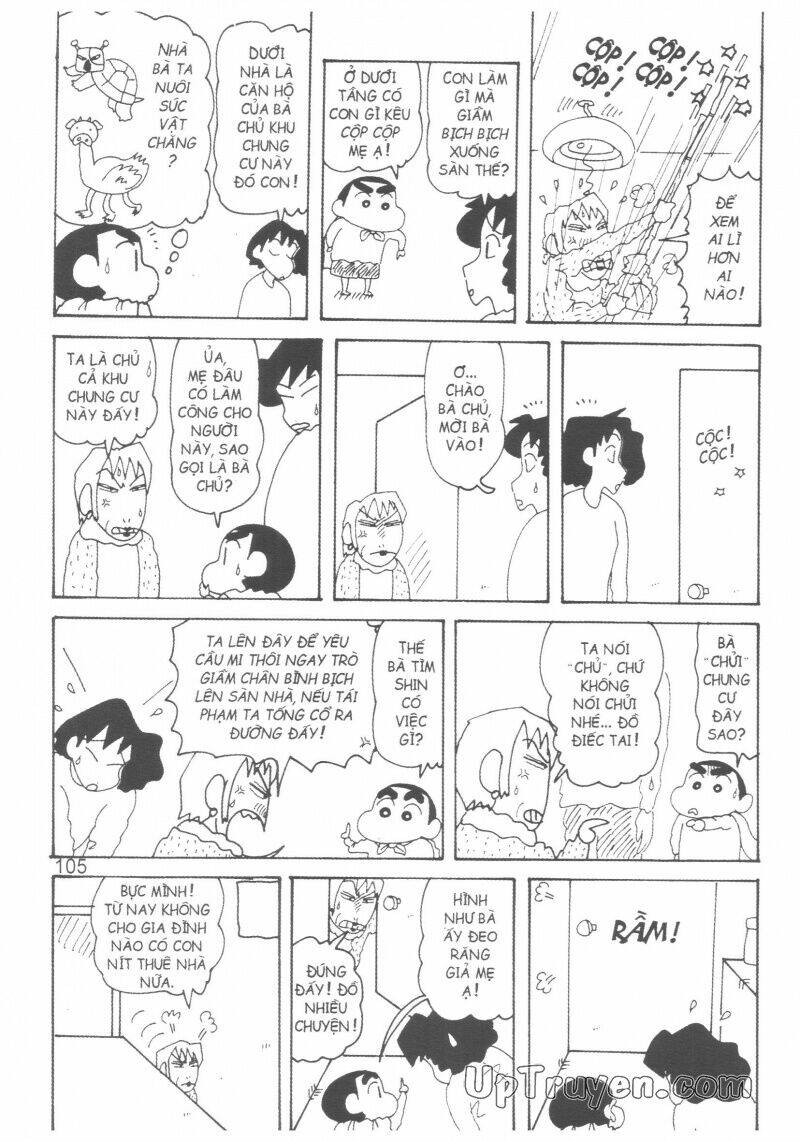 CỘP! CỘP!
CỘP! CỘP!
ĐỂ
XEM
AI LÌ
HƠN
AI
NÀO!
CON LÀM
GÌ MÀ
GIẪM
BỊCH BỊCH
XUỐNG
SÀN THẾ?
Ở DƯỚI
TẦNG CÓ
CON GÌ KÊU
CỘP CỘP
MẸ Ạ!
DƯỚI
NHÀ LÀ
CĂN HỘ
CỦA BÀ
CHỦ KHU
CHUNG
CƯ NÀY
ĐÓ CON!
NHÀ
BÀ TA
NUÔI
SÚC
VẬT
CHĂNG?
CỘC!
CỘC!
Ơ...
CHÀO
BÀ CHỦ,
MỜI BÀ
VÀO!
ỦA,
MẸ ĐÂU
CÓ LÀM
CÔNG CHO
NGƯỜI
NÀY, SAO
GỌI LÀ BÀ
CHỦ?
TA LÀ CHỦ
CẢ KHU
CHUNG CƯ
NÀY ĐẤY!
BÀ
"CHỬI"
CHUNG
CƯ
ĐÂY
SAO?
TA NÓI
"CHỦ", CHỨ
KHÔNG
NÓI CHỬI
NHÉ... ĐỒ
ĐIẾC TAI!
THẾ
BÀ TÌM
SHIN
CÓ
VIỆC
GÌ?
TA LÊN ĐÂY ĐỂ YÊU
CẦU MI THÔI NGAY TRÒ
GIẪM CHÂN BÌNH BỊCH
LÊN SÀN NHÀ, NẾU TÁI
PHẠM TA TỐNG CỔ RA
ĐƯỜNG ĐẤY!
105
RẦM!
HÌNH
NHƯ BÀ
ẤY ĐEO
RĂNG
GIẢ MẸ
Ạ!
ĐÚNG
ĐẤY! ĐỒ
NHIỀU
CHUYỆN!
BỰC MÌNH!
TỪ NAY KHÔNG
CHO GIA ĐÌNH
NÀO CÓ CON
NÍT THUÊ NHÀ
NỮA.
UpTruyen.com